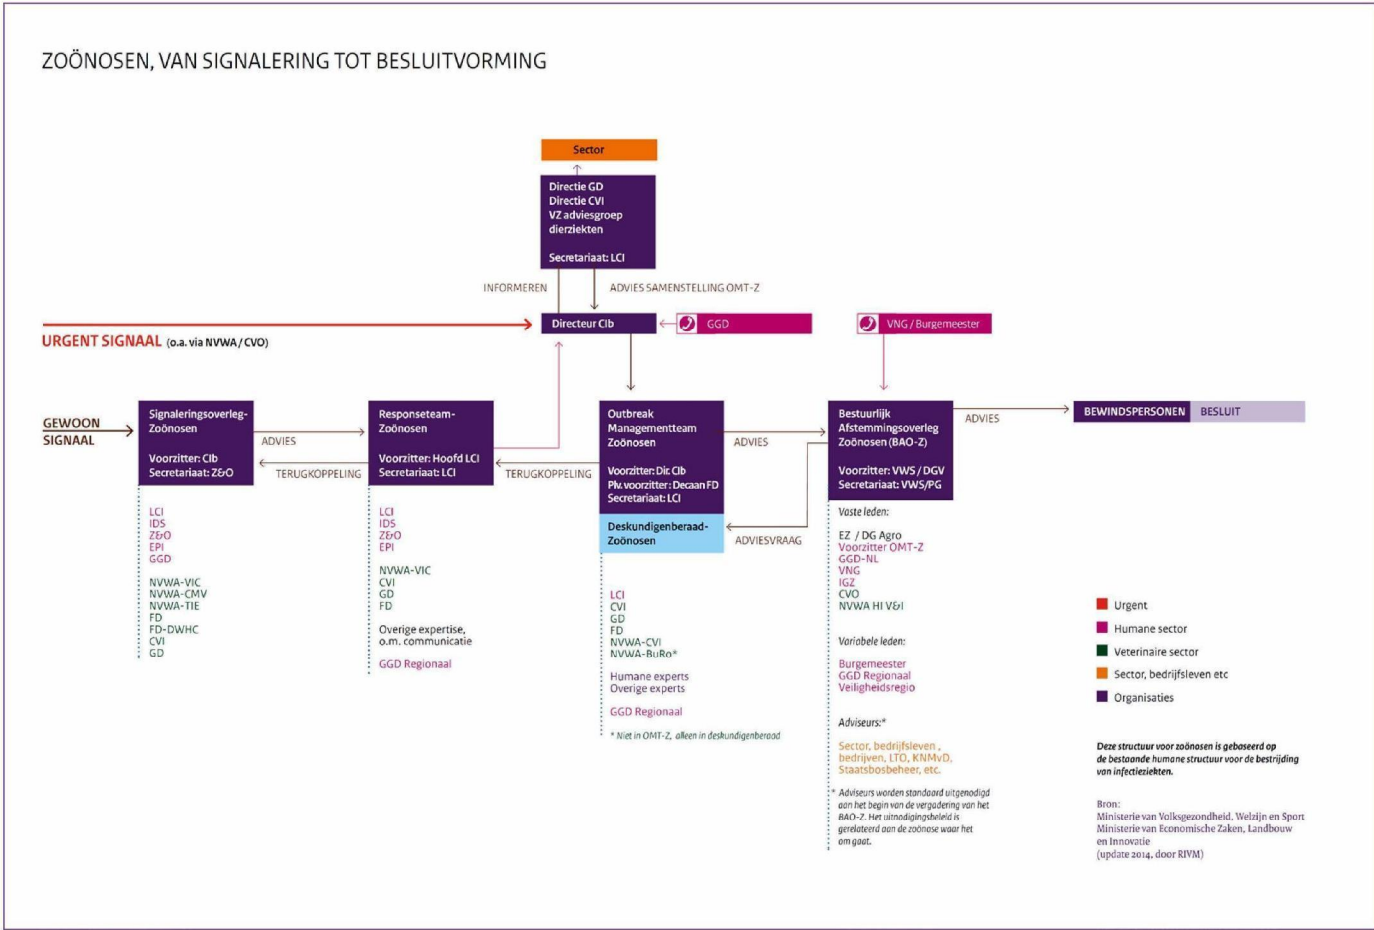 ZOÖNOSEN, VAN SIGNALERING TOT BESLUITVORMING
Sector
Directie GD
Directie CVI
VZ adviesgroep
dierziekten
Secretariaat: LCI
INFORMEREN
ADVIES SAMENSTELLING OMT-Z
Directeur CIb
GGD
VNG / Burgemeester
URGENT SIGNAAL (o.a. via NVWA / CVO)
GEWOON
SIGNAAL
Signaleringsoverleg-
Zoönosen
Voorzitter: CIb
Secretariaat: Z&O
ADVIES
TERUGKOPPELING
Responseteam-
Zoönosen
Voorzitter: Hoofd LCI
Secretariaat: LCI
TERUGKOPPELING
Outbreak
Managementteam
Zoönosen
Voorzitter: Dir. CIb
Plv. voorzitter: Decaan FD
Secretariaat: LCI
Deskundigenberaad-
Zoönosen
ADVIES
ADVIESVRAAG
Bestuurlijk
Afstemmingsoverleg
Zoönosen (BAO-Z)
Voorzitter: VWS / DGV
Secretariaat: VWS/PG
ADVIES
BEWINDSPERSONEN
BESLUIT
LCI
IDS
Z&O
EPI
GGD
NVWA-VIC
NVWA-CMV
NVWA-TIE
FD
FD-DWHC
CVI
GD
LCI
IDS
Z&O
EPI
NVWA-VIC
CVI
GD
FD
Overige expertise,
o.m. communicatie
GGD Regionaal
LCI
CVI
GD
FD
NVWA-CVI
NVWA-BuRo*
Humane experts
Overige experts
GGD Regionaal
* Niet in OMT-Z, alleen in deskundigenberaad
Vaste leden:
EZ / DG Agro
Voorzitter OMT-Z
GGD-NL
VNG
IGZ
CVO
NVWA HI V&I
Variabele leden:
Burgemeester
GGD Regionaal
Veiligheidsregio
Adviseurs:*
Sector, bedrijfsleven ,
bedrijven, LTO, KNMvD,
Staatsbosbeheer, etc.
* Adviseurs worden standaard uitgenodigd
aan het begin van de vergadering van het
BAO-Z. Het uitnodigingsbeleid is
gerelateerd aan de zoönose waar het
om gaat.
Urgent
Humane sector
Veterinaire sector
Sector, bedrijfsleven etc
Organisaties
Deze structuur voor zoönosen is gebaseerd op
de bestaande humane structuur voor de bestrijding
van infectieziekten.
Bron:
Ministerie van Volksgezondheid, Welzijn en Sport
Ministerie van Economische Zaken, Landbouw
en Innovatie
(update 2014, door RIVM)